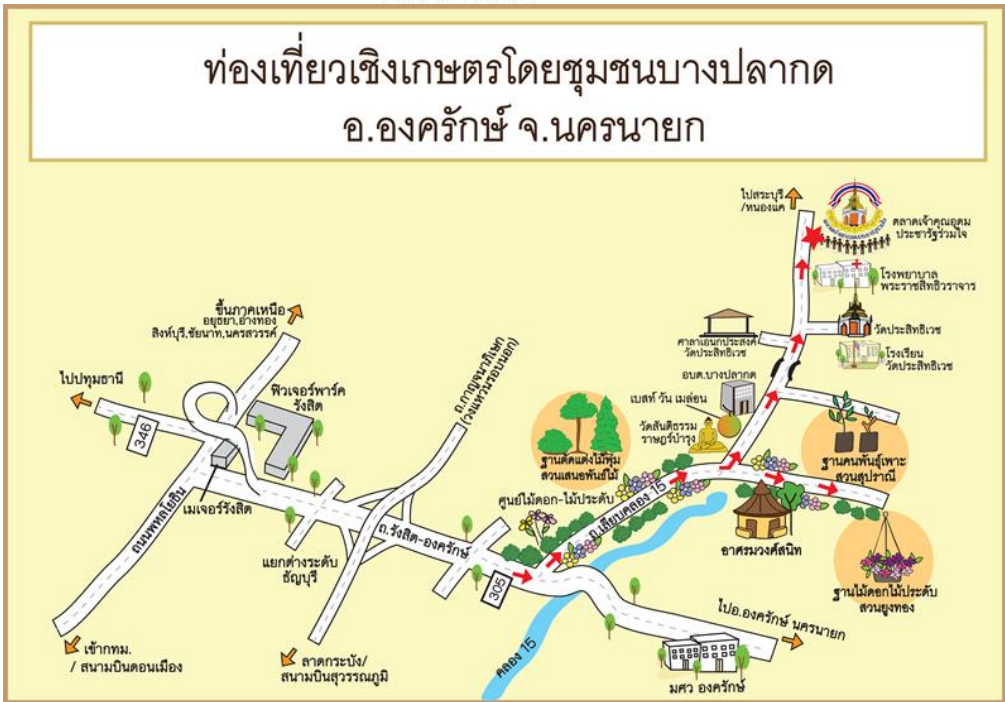 ท่องเที่ยวเชิงเกษตรโดยชุมชนบางปลากด
อ.องครักษ์ จ.นครนายก
ไปสระบุรี
/หนองแค
ตลาดเจ้าคุณอุดม
ประชารัฐร่วมใจ
โรงพยาบาล
พระราชสิทธิวราจาร
วัดประสิทธิเวช
โรงเรียน
วัดประสิทธิเวช
ศาลาเอนกประสงค์
วัดประสิทธิเวช
อบต.บางปลากด
เบสท์ วัน เมล่อน
วัดสันติธรรม
ราษฎร์บำรุง
ขึ้นภาคเหนือ
อยุธยา,อ่างทอง
สิงห์บุรี,ชัยนาท,นครสวรรค์
ไปปทุมธานี
346
ฟิวเจอร์พาร์ค
รังสิต
เมเจอร์รังสิต
ถนนพหลโยธิน
ถ.กาญจนาภิเษก
(วงแหวนรอบนอก)
ฐานตัดแต่งไม้พุ่ม
สวนเสนอพันธุ์ไม้
ฐานคนพันธุ์เพาะ
สวนสุปราณี
ศูนย์ไม้ดอก-ไม้ประดับ
ถ.เลียบคลอง 15
อาศรมวงศ์สนิท
ฐานไม้ดอกไม้ประดับ
สวนยูงทอง
ถ.รังสิต-องครักษ์
แยกต่างระดับ
ธัญบุรี
305
ไปอ.องครักษ์ นครนายก
เข้ากทม.
/ สนามบินดอนเมือง
ลาดกระบัง/
สนามบินสุวรรณภูมิ
คลอง 15
มศว องครักษ์